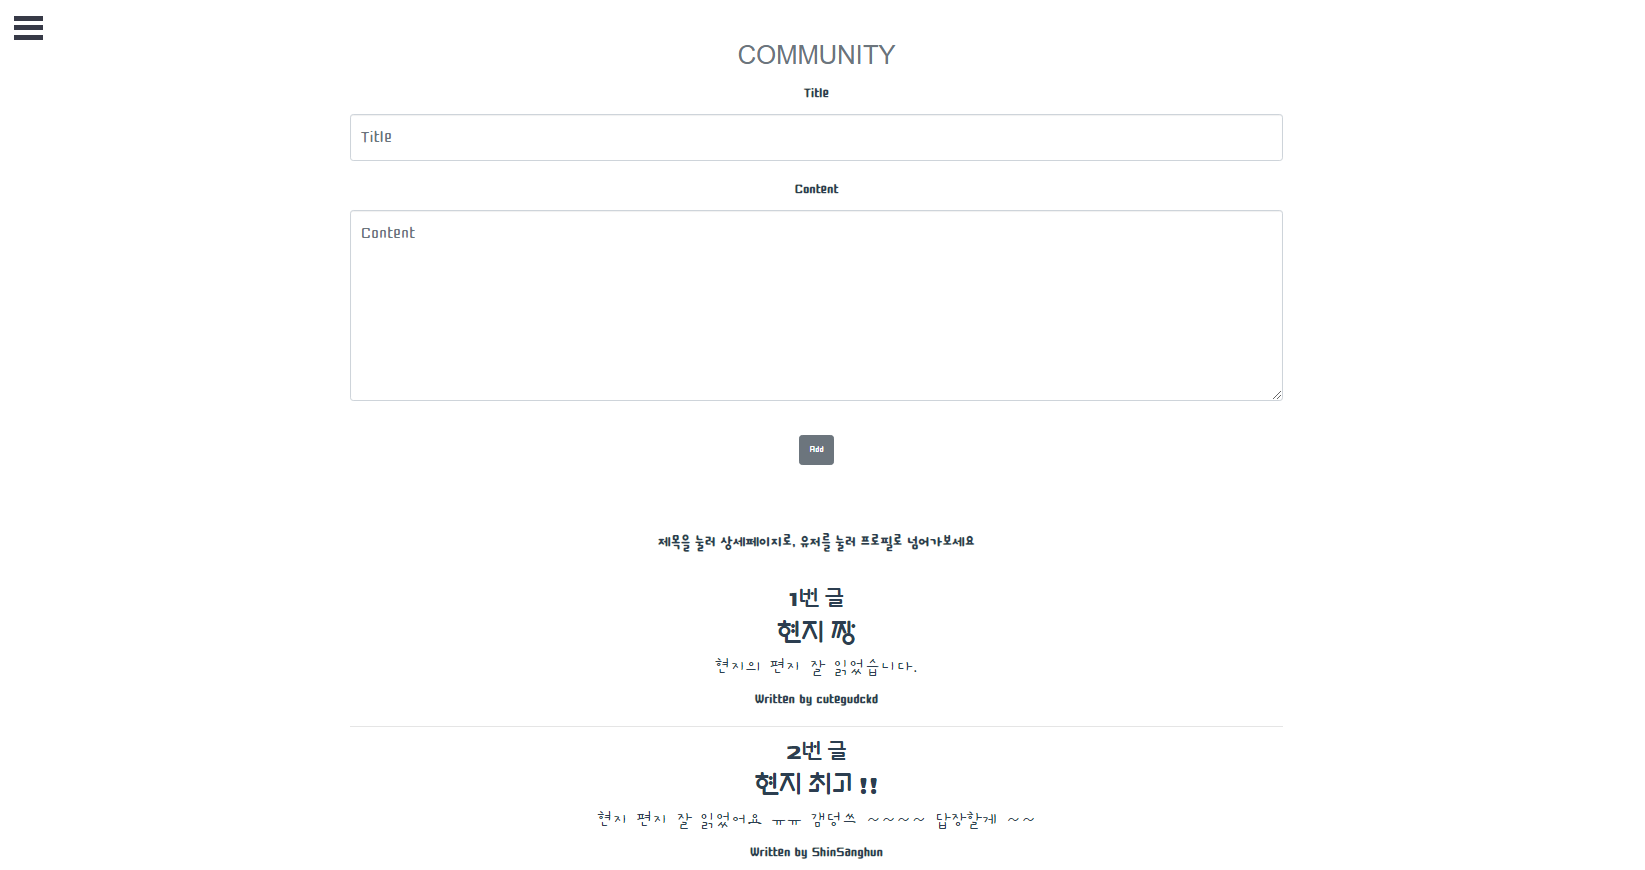 COMMUNITY
Title
Title
Content
Content
Add
제목을 눌러 상세페이지로, 유저를 눌러 프로필로 넘어가보세요
1번 글
현지 짱
현지의 편지 잘 읽었습니다.
Written by cutegudckd
2번 글
현지 최고 !!
현지 편지 잘 읽었어요 ㅠㅠ 갬덩쓰 ~~~~ 답장할게 ~~
Written by ShinSanghun